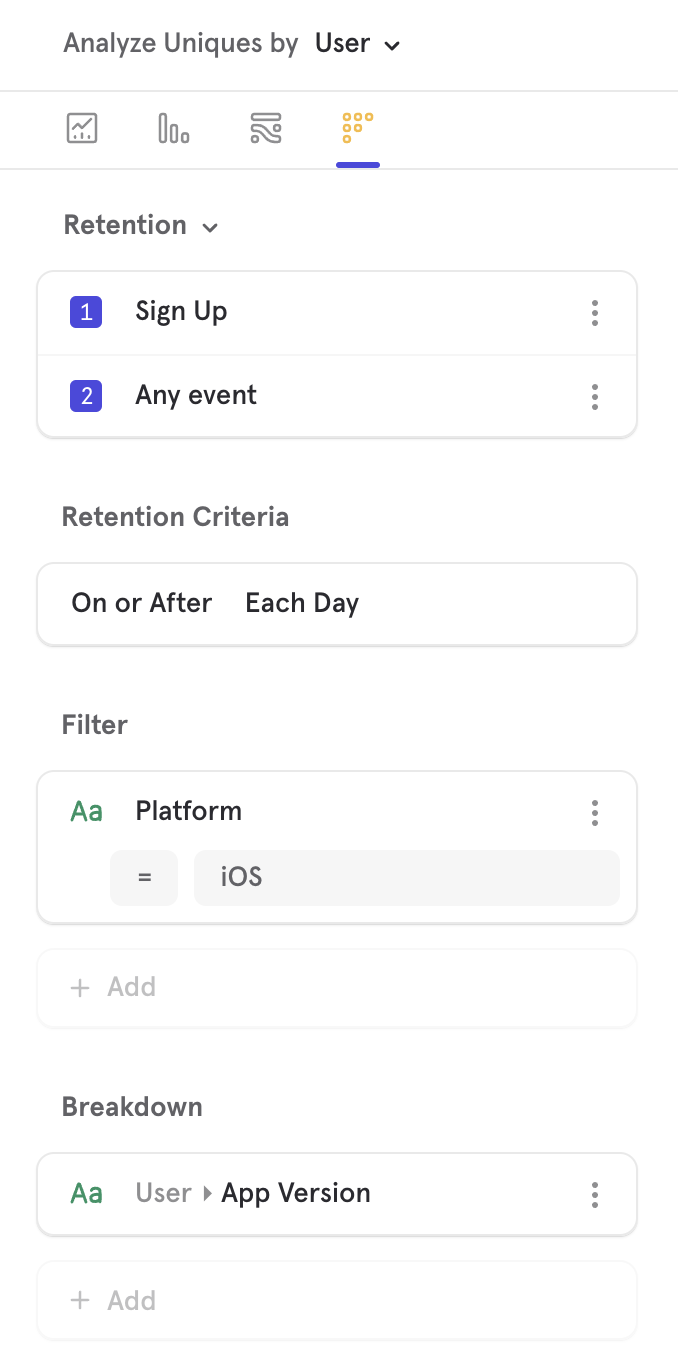 Analyze Uniques by User
Retention
1 Sign Up
2 Any event
Retention Criteria
On or After Each Day
Filter
Aa Platform
= iOS
+ Add
Breakdown
Aa User App Version
+ Add